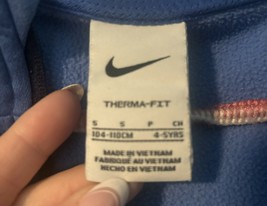 THERMA-FIT
S S P CH
104-110CM 4-5YRS
MADE IN VIETNAM
FABRIQUÉ AU VIETNAM
HECHO EN VIETNAM